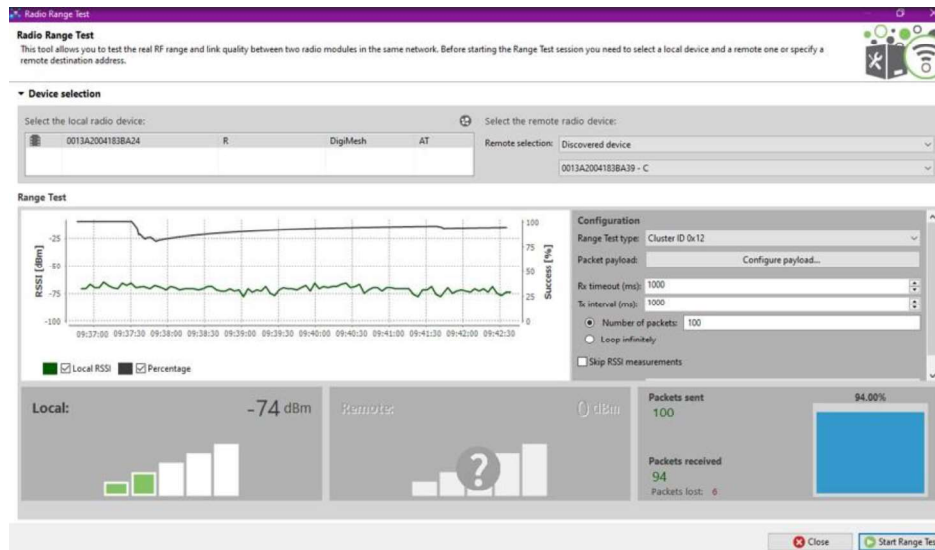 Radio Range Test
Radio Range Test
This tool allows you to test the real RF range and link quality between two radio modules in the same network. Before starting the Range Test session you need to select a local device and a remote one or specify a
remote destination address.
Device selection
Select the local radio device:
0013A2004183BA24 R DigiMesh AT
Select the remote radio device:
Remote selection: Discovered device
0013A2004183BA39 - C
Range Test
RSSI [dBm]
-25
-50
-75
-100
Success [%]
100
75
50
25
0
09:37:00 09:37:30 09:38:00 09:38:30 09:39:00 09:39:30 09:40:00 09:40:30 09:41:00 09:41:30 09:42:00 09:42:30
Local RSSI Percentage
Configuration
Range Test type: Cluster ID 0x12
Packet payload: Configure payload...
Rx timeout (ms): 1000
Tx interval (ms): 1000
Number of packets: 100
Loop infinitely
Skip RSSI measurements
Local: -74 dBm
Remote: 0 dBm
?
Packets sent
100
Packets received
94
Packets lost: 6
94.00%
Close
Start Range Tes